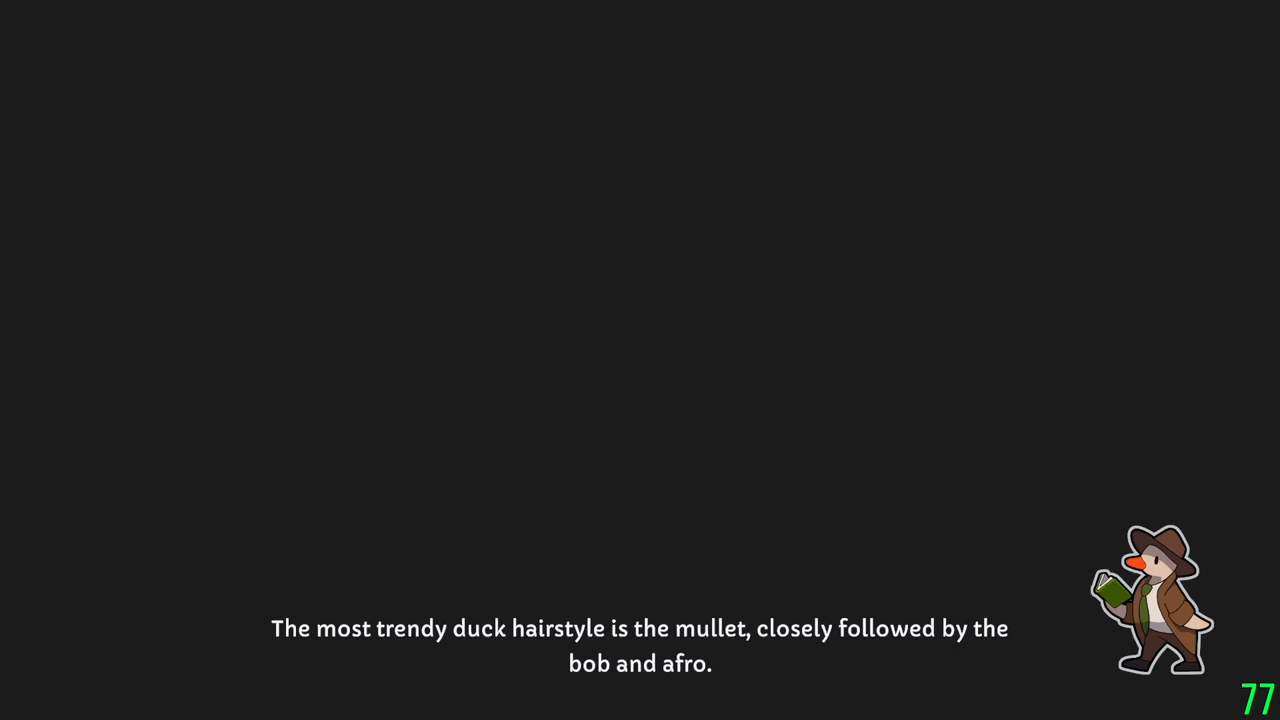 The most trendy duck hairstyle is the mullet, closely followed by the
bob and afro.
77